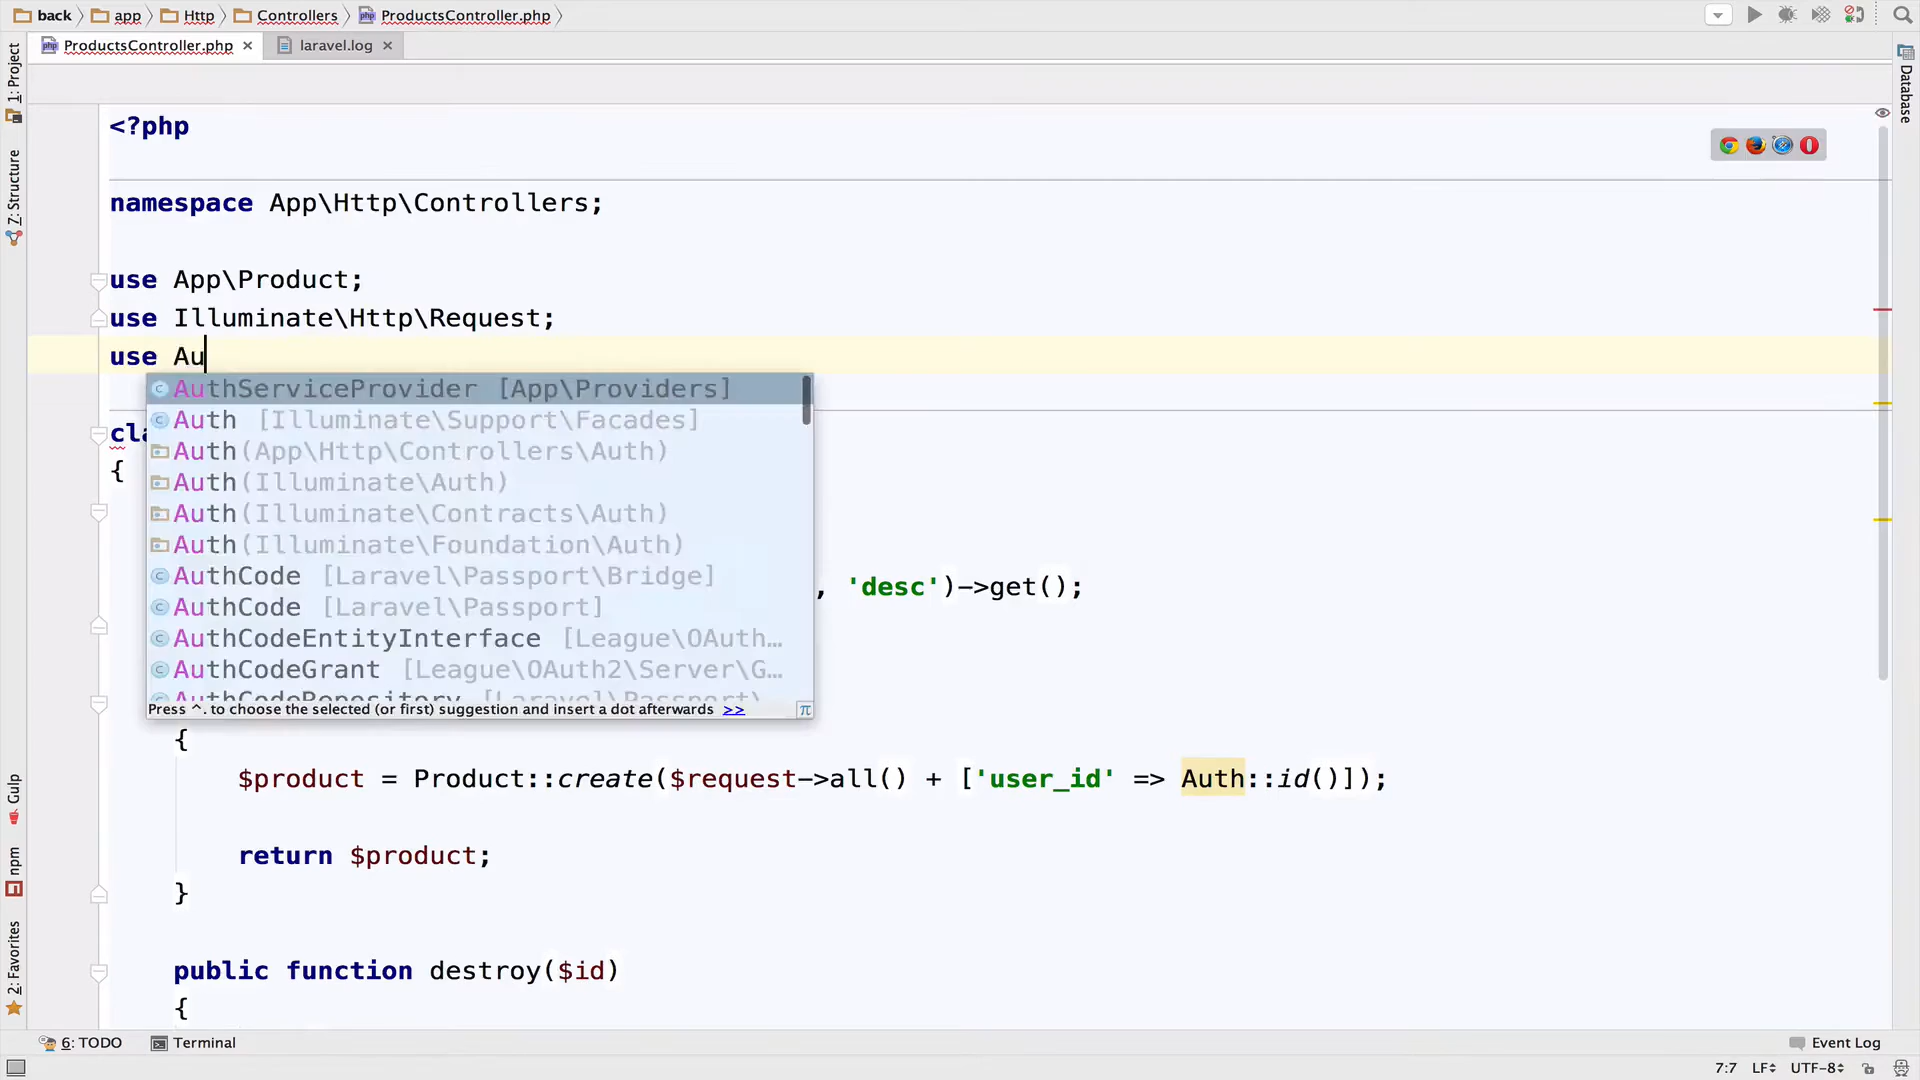 back app Http Controllers ProductsController.php
ProductsController.php laravel.log
1: Project
7: Structure
Gulp
npm
2: Favorites
Database
<?php
namespace App\Http\Controllers;
use App\Product;
use Illuminate\Http\Request;
use Au
AuthServiceProvider [App\Providers]
Auth [Illuminate\Support\Facades]
Auth(App\Http\Controllers\Auth)
Auth(Illuminate\Auth)
Auth(Illuminate\Contracts\Auth)
Auth(Illuminate\Foundation\Auth)
AuthCode [Laravel\Passport\Bridge]
AuthCode [Laravel\Passport]
AuthCodeEntityInterface [League\OAuth…
AuthCodeGrant [League\OAuth2\Server\G…
AuthCodeRepository [Laravel\Passport\
Press ^. to choose the selected (or first) suggestion and insert a dot afterwards >> π
cla
{
, 'desc')->get();
{
$product = Product::create($request->all() + ['user_id' => Auth::id()]);
return $product;
}
public function destroy($id)
{
6: TODO Terminal Event Log
7:7 LF UTF-8